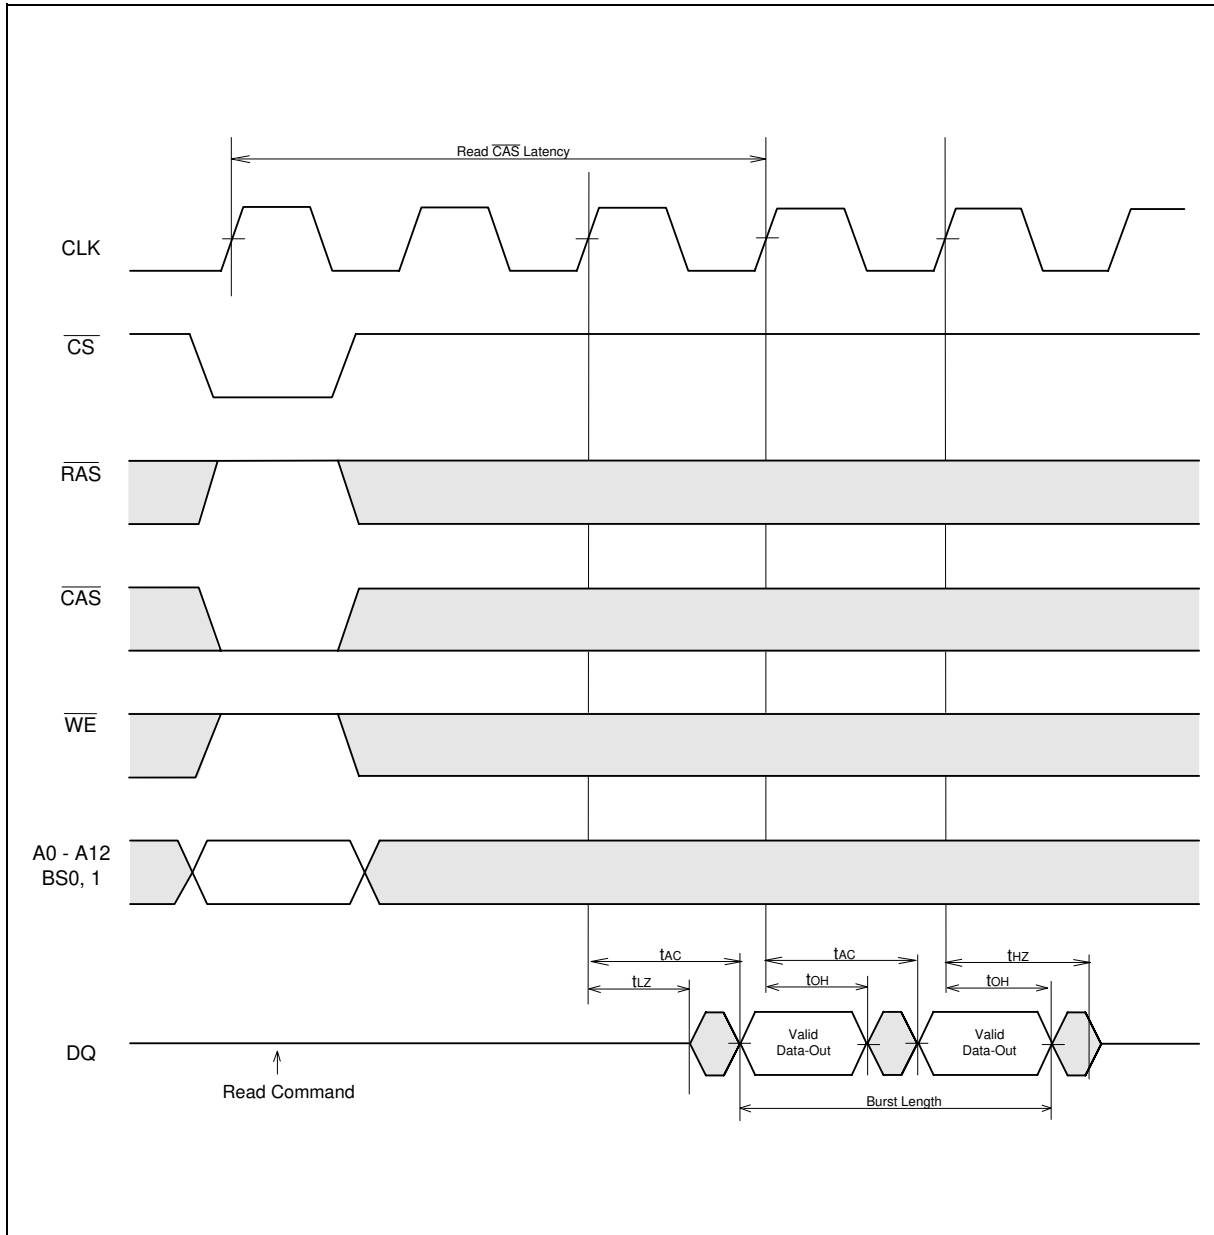 Read CAS Latency
CLK
CS
RAS
CAS
WE
A0 - A12
BS0, 1
tAC
tAC
tHZ
tLZ
tOH
tOH
DQ
Valid
Data-Out
Valid
Data-Out
Read Command
Burst Length